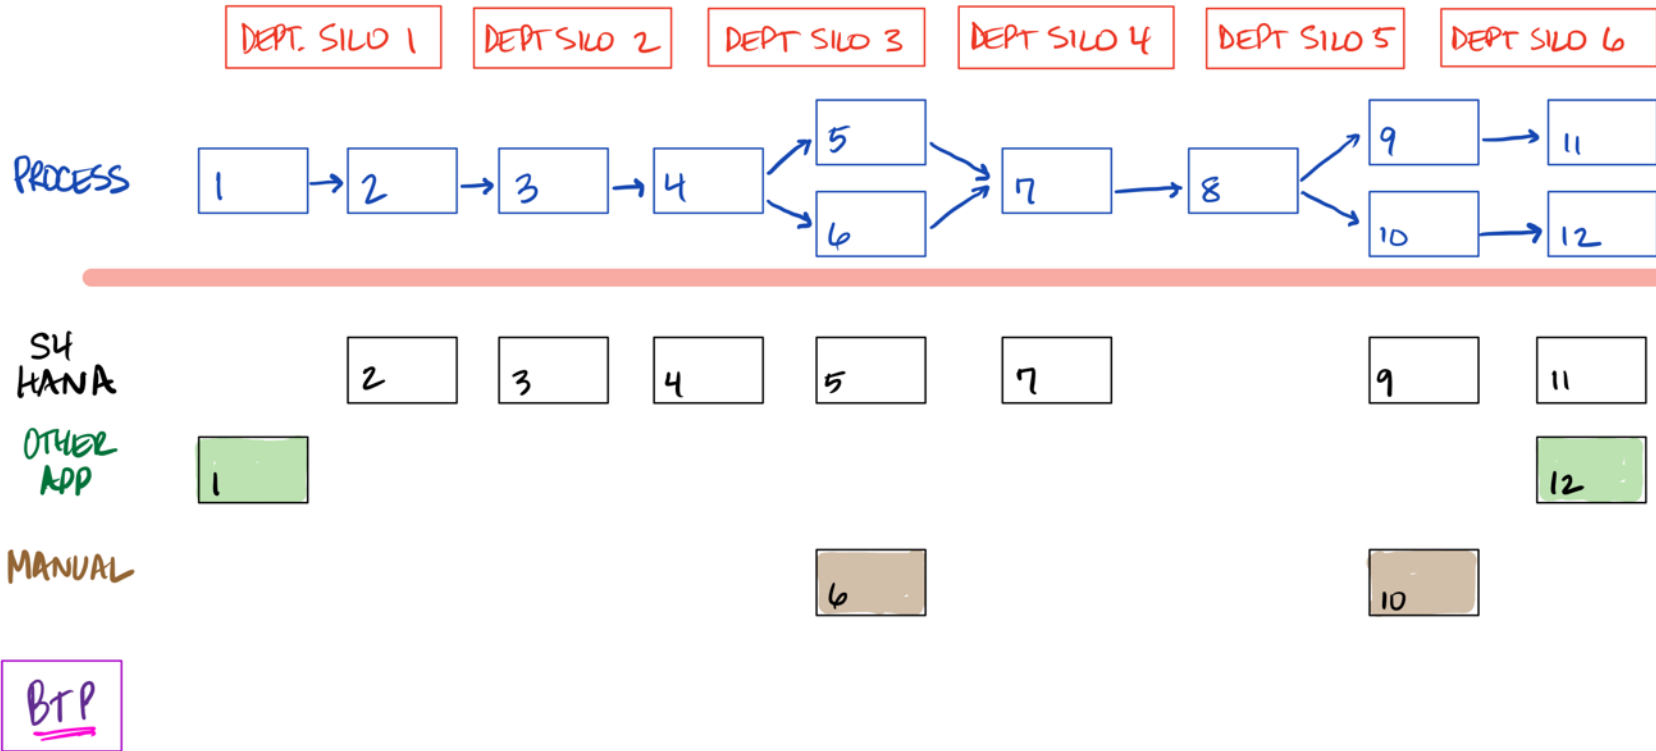 DEPT. SILO 1
DEPT SILO 2
DEPT SILO 3
DEPT SILO 4
DEPT SILO 5
DEPT SILO 6
PROCESS
1
2
3
4
5
6
7
8
9
10
11
12
S4
HANA
2
3
4
5
7
9
11
OTHER
APP
1
12
MANUAL
6
10
BTP